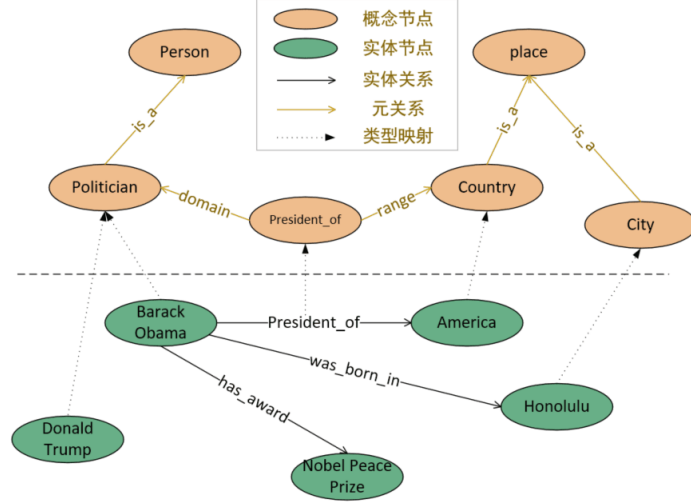 概念节点
实体节点
实体关系
元关系
类型映射
Person
place
is_a
is_a
is_a
Politician
domain
President_of
range
Country
City
Barack
Obama
President_of
America
was_born_in
has_award
Honolulu
Donald
Trump
Nobel Peace
Prize